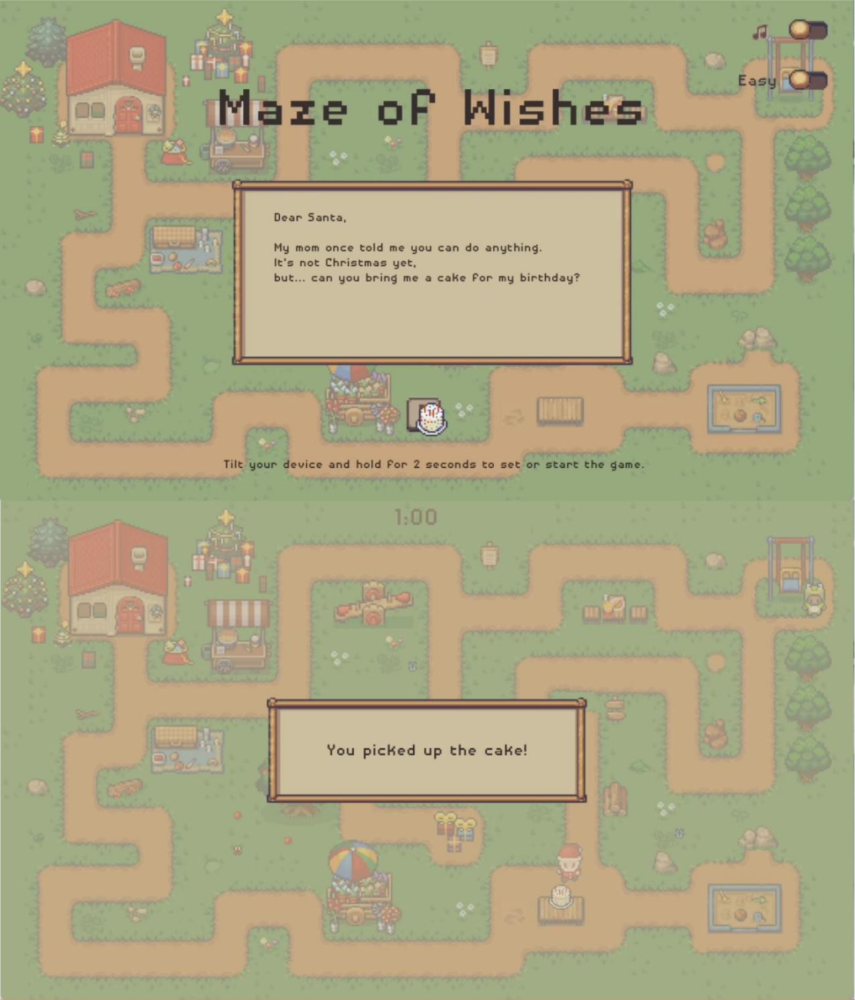 Easy
Maze of Wishes
Dear Santa,
My mom once told me you can do anything.
It's not Christmas yet,
but... can you bring me a cake for my birthday?
Tilt your device and hold for 2 seconds to set or start the game.
1:00
You picked up the cake!